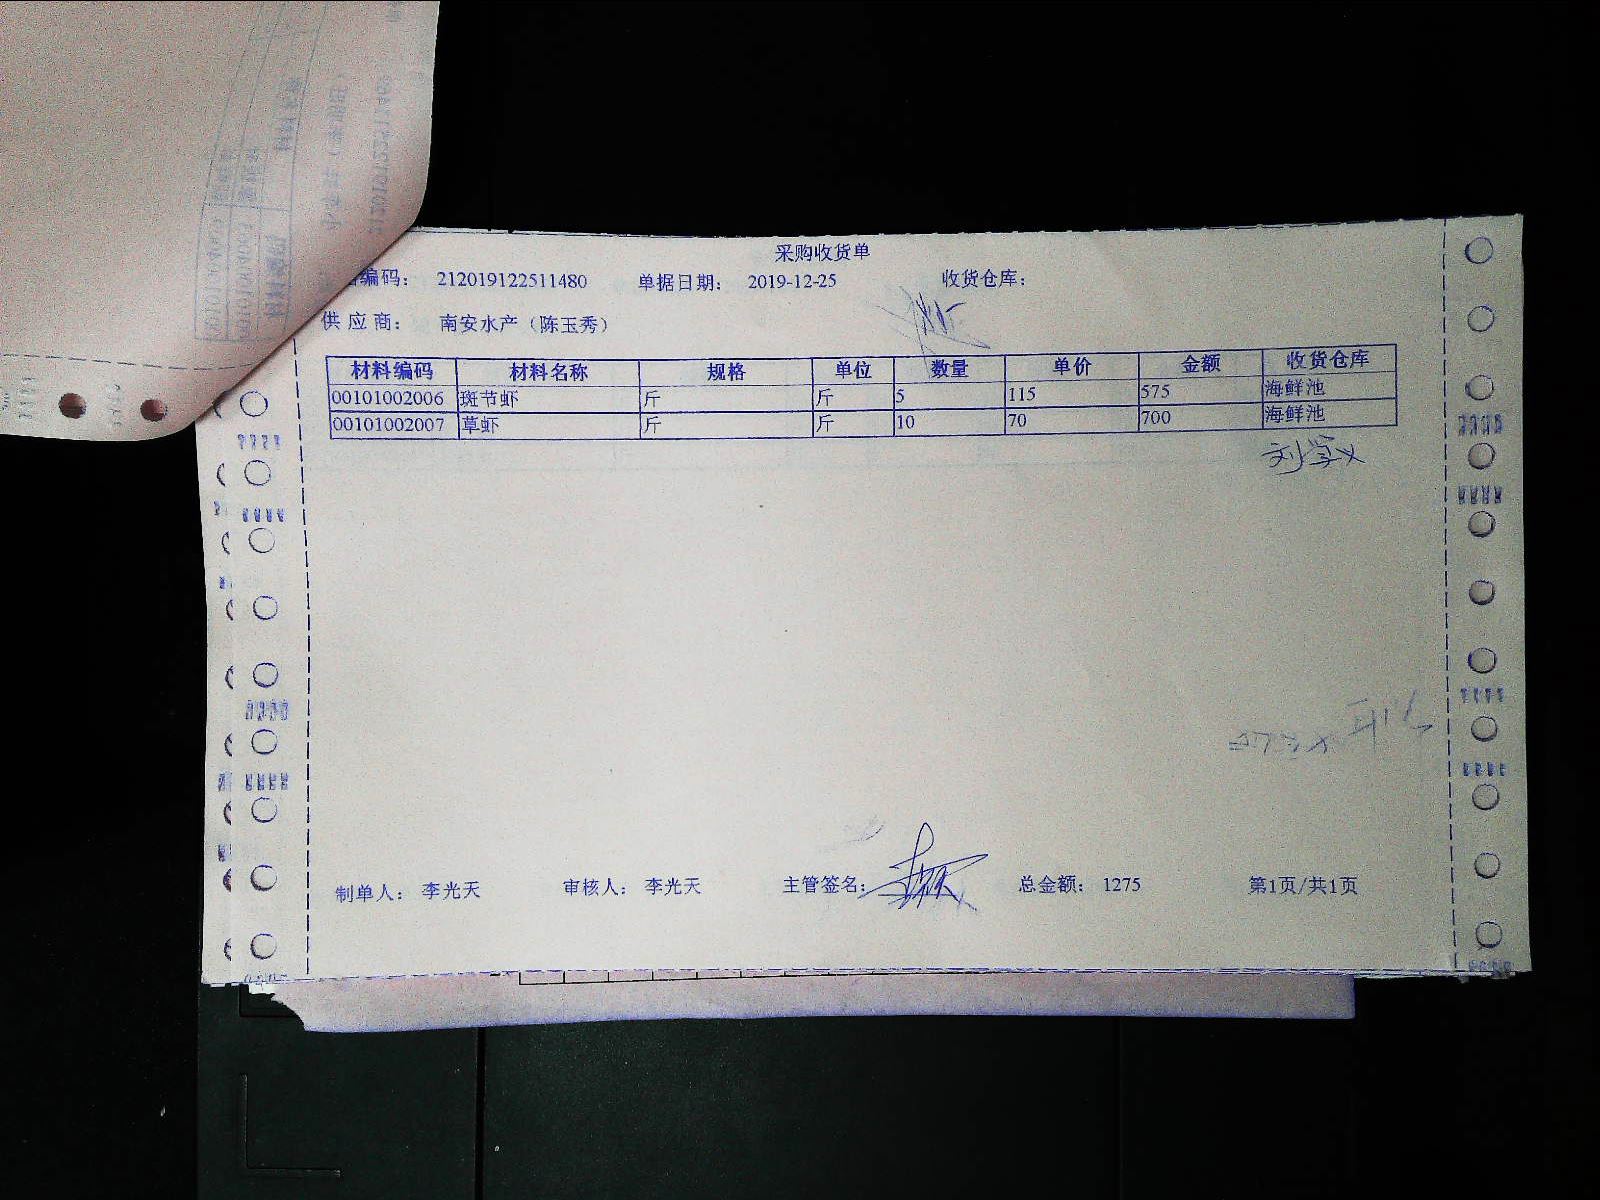 采购收货单
编码： 212019122511480 单据日期： 2019-12-25 收货仓库：
供应商： 南安水产（陈玉秀）
材料编码 材料名称 规格 单位 数量 单价 金额 收货仓库
00101002006 斑节虾 斤 斤 5 115 575 海鲜池
00101002007 草虾 斤 斤 10 70 700 海鲜池
刘学义
制单人： 李光天 审核人： 李光天 主管签名： 总金额： 1275 第1页/共1页